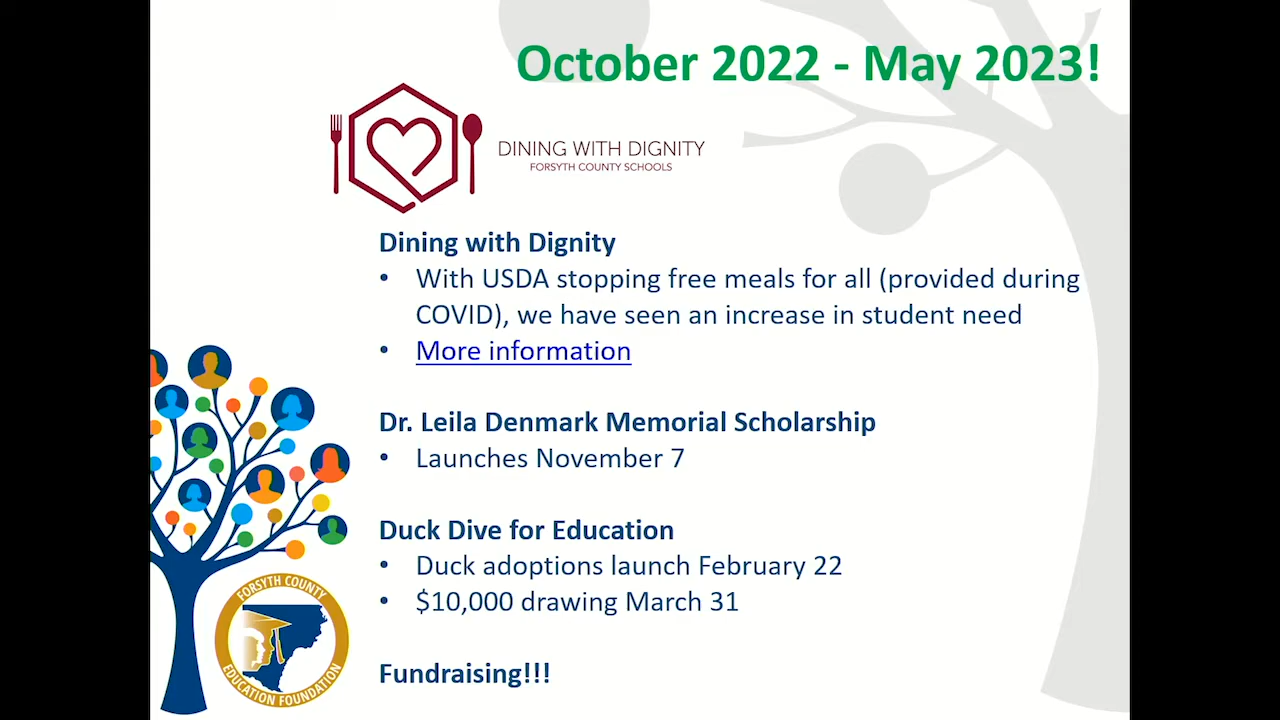 October 2022 - May 2023!
DINING WITH DIGNITY
FORSYTH COUNTY SCHOOLS
Dining with Dignity
• With USDA stopping free meals for all (provided during
COVID), we have seen an increase in student need
• More information
Dr. Leila Denmark Memorial Scholarship
• Launches November 7
Duck Dive for Education
• Duck adoptions launch February 22
• $10,000 drawing March 31
Fundraising!!!
FORSYTH COUNTY
EDUCATION FOUNDATION